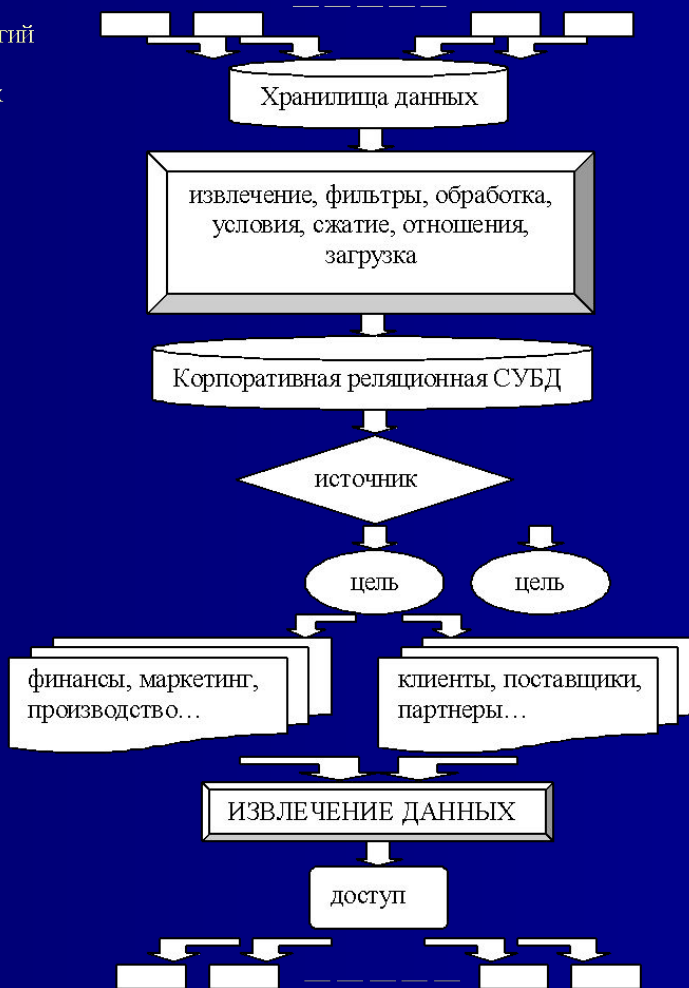 Хранилища данных
извлечение, фильтры, обработка,
условия, сжатие, отношения,
загрузка
Корпоративная реляционная СУБД
источник
цель
цель
финансы, маркетинг,
производство…
клиенты, поставщики,
партнеры…
ИЗВЛЕЧЕНИЕ ДАННЫХ
доступ